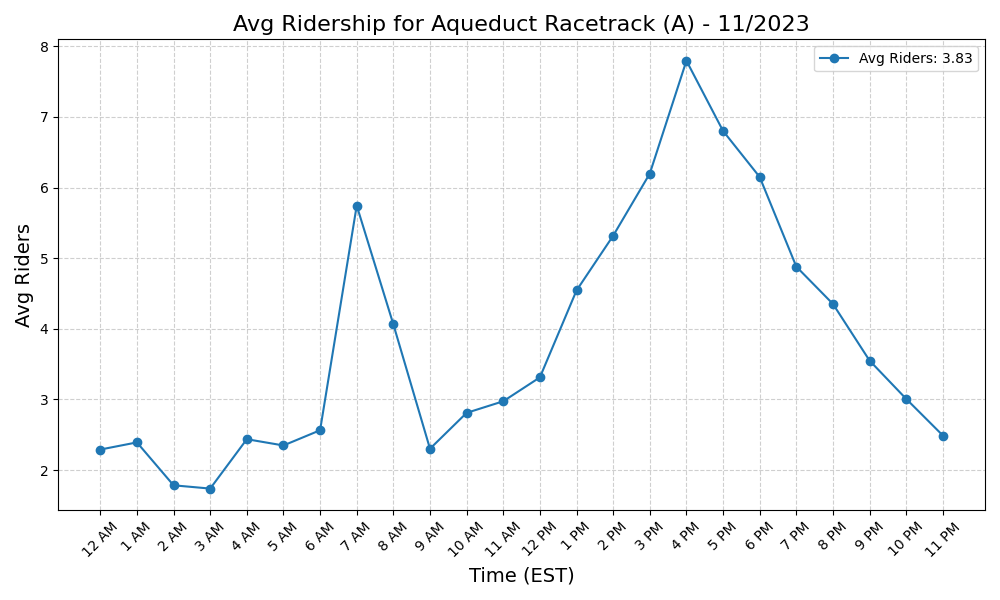 Avg Ridership for Aqueduct Racetrack (A) - 11/2023
Avg Riders: 3.83
Avg Riders
8
7
6
5
4
3
2
12 AM
1 AM
2 AM
3 AM
4 AM
5 AM
6 AM
7 AM
8 AM
9 AM
10 AM
11 AM
12 PM
1 PM
2 PM
3 PM
4 PM
5 PM
6 PM
7 PM
8 PM
9 PM
10 PM
11 PM
Time (EST)